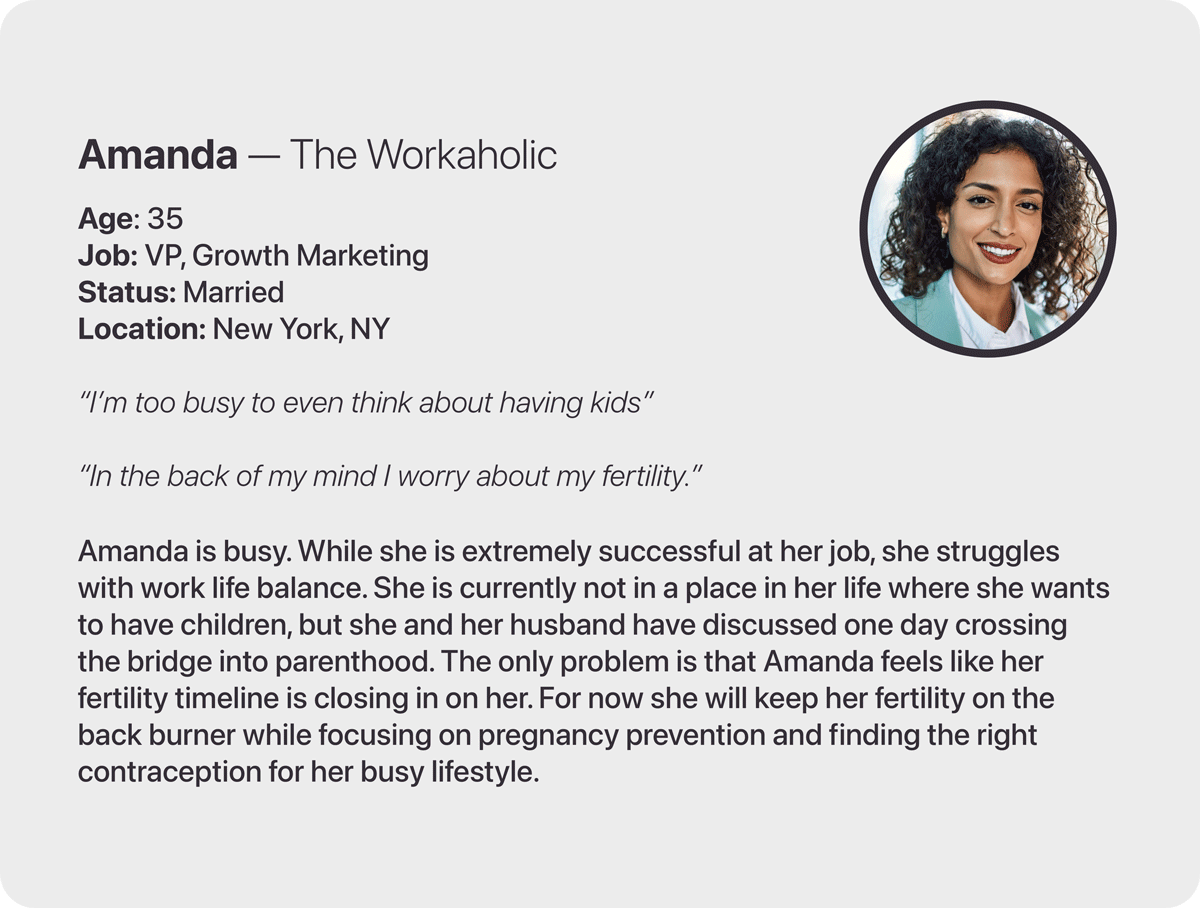 Amanda — The Workaholic
Age: 35
Job: VP, Growth Marketing
Status: Married
Location: New York, NY
“I’m too busy to even think about having kids”
“In the back of my mind I worry about my fertility.”
Amanda is busy. While she is extremely successful at her job, she struggles
with work life balance. She is currently not in a place in her life where she wants
to have children, but she and her husband have discussed one day crossing
the bridge into parenthood. The only problem is that Amanda feels like her
fertility timeline is closing in on her. For now she will keep her fertility on the
back burner while focusing on pregnancy prevention and finding the right
contraception for her busy lifestyle.